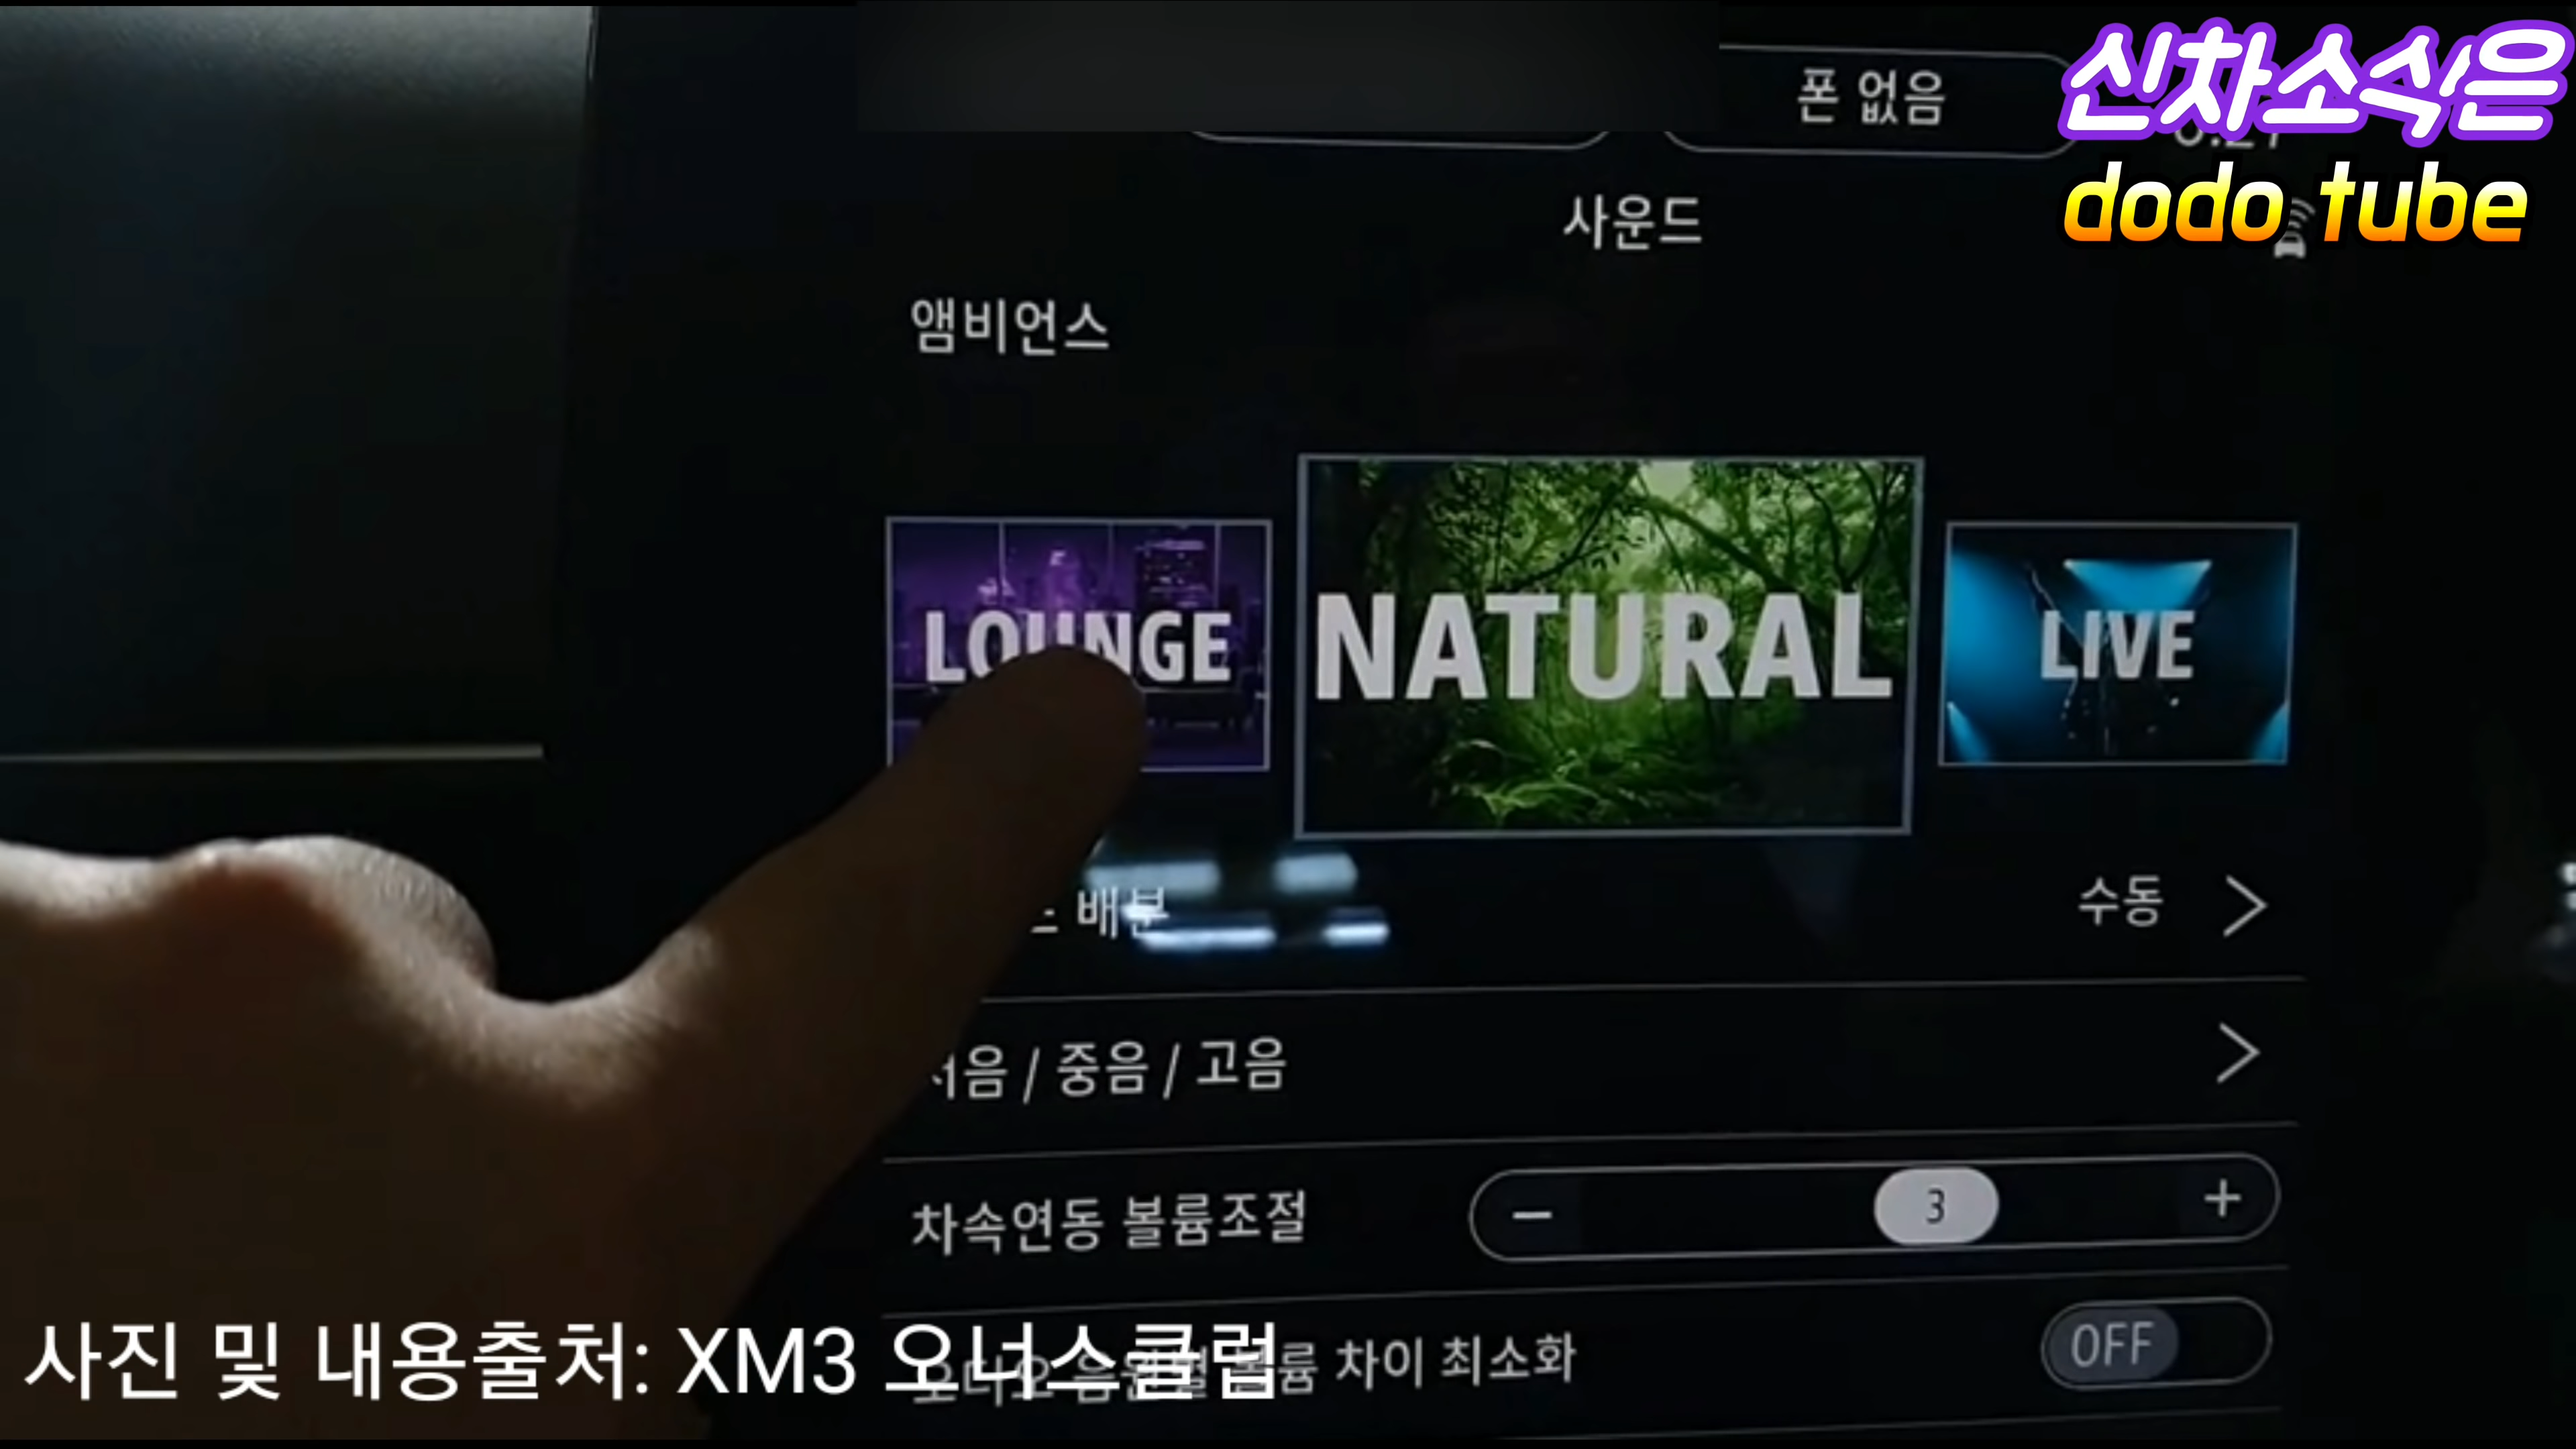 신차소식은
dodo tube
폰 없음
사운드
앰비언스
LOUNGE
NATURAL
LIVE
배분
수동
/ 중음 / 고음
차속연동 볼륨조절
− 3 +
차이 최소화
OFF
사진 및 내용출처: XM3 오너스클럽